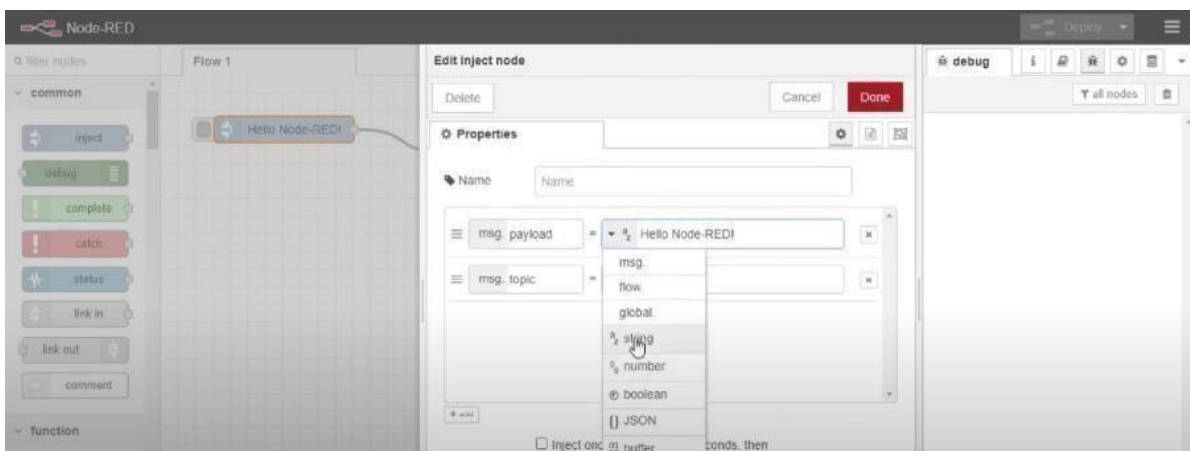 Node-RED
Deploy
filter nodes
Flow 1
Edit inject node
debug
i
common
Delete
Cancel
Done
all nodes
inject
Hello Node-RED!
Properties
debug
Name
Name
complete
msg. payload
=
Hello Node-RED!
catch
msg.
status
msg. topic
=
flow
link in
global.
string
link out
number
comment
boolean
add
{} JSON
function
Inject onc
buffer
conds, then